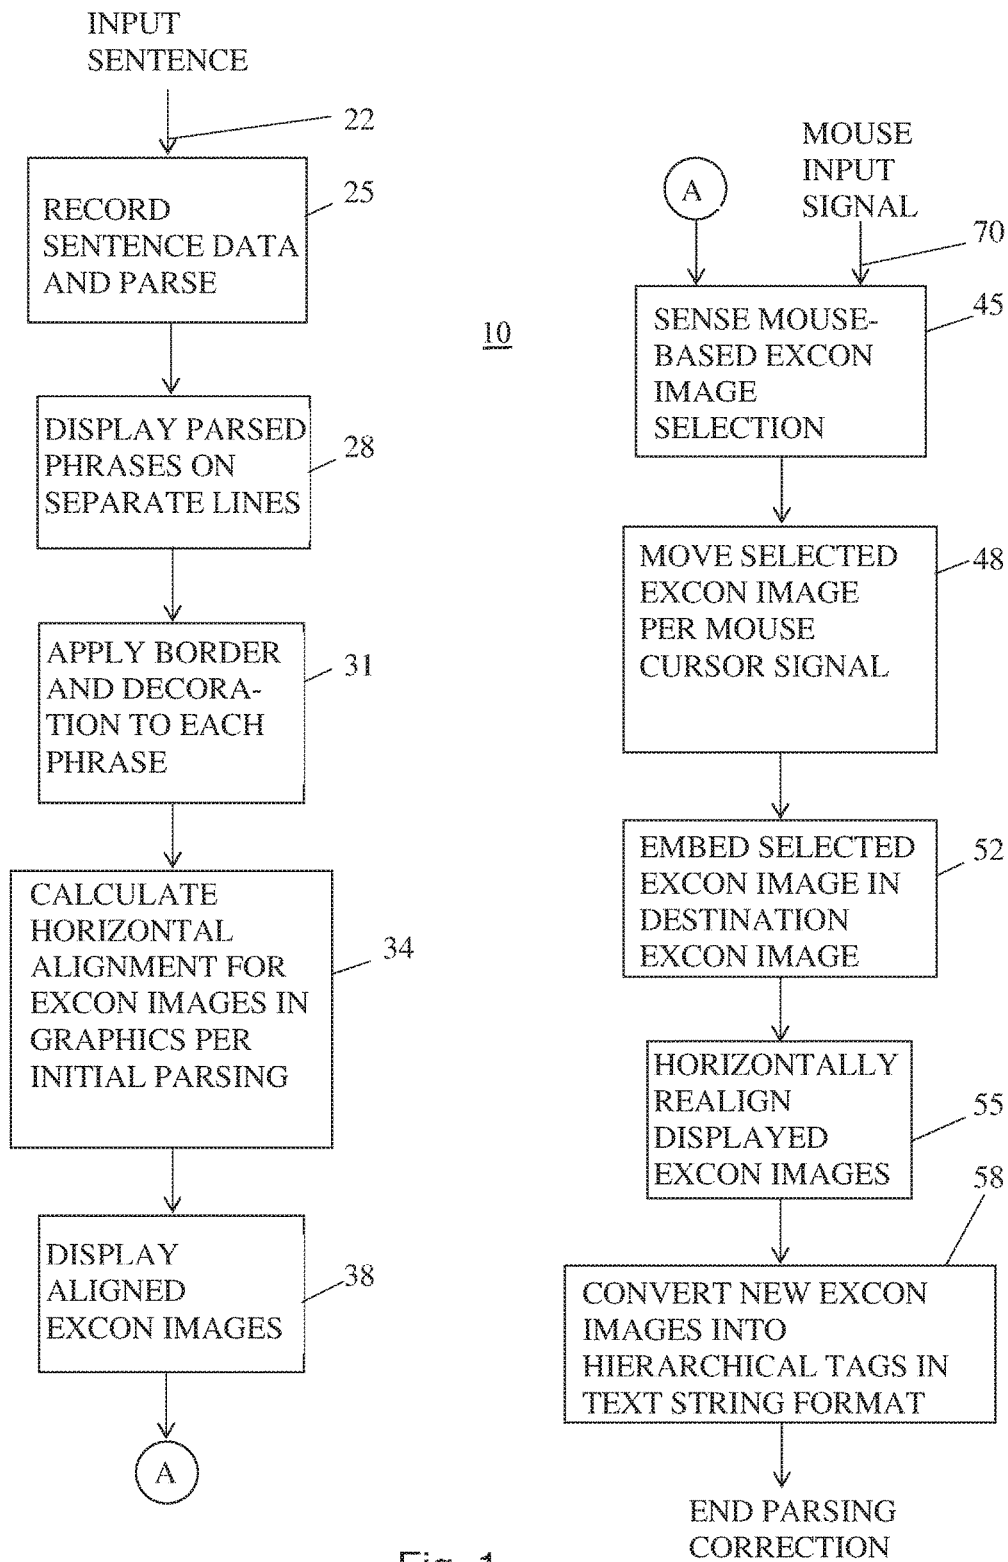 INPUT
SENTENCE
22
RECORD
SENTENCE DATA
AND PARSE
25
DISPLAY PARSED
PHRASES ON
SEPARATE LINES
28
APPLY BORDER
AND DECORA-
TION TO EACH
PHRASE
31
CALCULATE
HORIZONTAL
ALIGNMENT FOR
EXCON IMAGES IN
GRAPHICS PER
INITIAL PARSING
34
DISPLAY
ALIGNED
EXCON IMAGES
38
A
10
A
MOUSE
INPUT
SIGNAL
70
SENSE MOUSE-
BASED EXCON
IMAGE
SELECTION
45
MOVE SELECTED
EXCON IMAGE
PER MOUSE
CURSOR SIGNAL
48
EMBED SELECTED
EXCON IMAGE IN
DESTINATION
EXCON IMAGE
52
HORIZONTALLY
REALIGN
DISPLAYED
EXCON IMAGES
55
58
CONVERT NEW EXCON
IMAGES INTO
HIERARCHICAL TAGS IN
TEXT STRING FORMAT
END PARSING
CORRECTION
Fig. 1